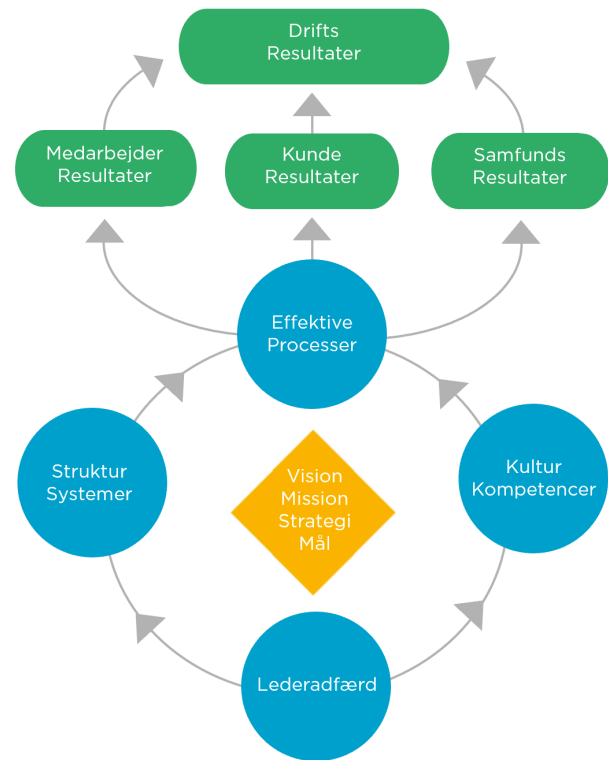 Drifts
Resultater
Medarbejder
Resultater
Kunde
Resultater
Samfunds
Resultater
Effektive
Processer
Struktur
Systemer
Vision
Mission
Strategi
Mål
Kultur
Kompetencer
Lederadfærd